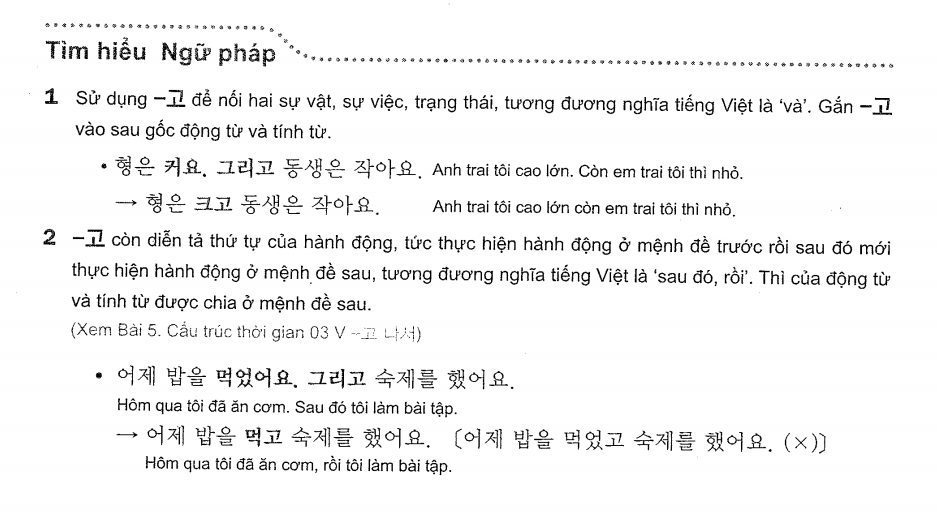 Tìm hiểu Ngữ pháp
1 Sử dụng –고 để nối hai sự vật, sự việc, trạng thái, tương đương nghĩa tiếng Việt là 'và'. Gắn –고
vào sau gốc động từ và tính từ.
• 형은 커요. 그리고 동생은 작아요. Anh trai tôi cao lớn. Còn em trai tôi thì nhỏ.
→ 형은 크고 동생은 작아요. Anh trai tôi cao lớn còn em trai tôi thì nhỏ.
2 –고 còn diễn tả thứ tự của hành động, tức thực hiện hành động ở mệnh đề trước rồi sau đó mới
thực hiện hành động ở mệnh đề sau, tương đương nghĩa tiếng Việt là 'sau đó, rồi'. Thì của động từ
và tính từ được chia ở mệnh đề sau.
(Xem Bài 5. Cấu trúc thời gian 03 V –고 나서)
• 어제 밥을 먹었어요. 그리고 숙제를 했어요.
Hôm qua tôi đã ăn cơm. Sau đó tôi làm bài tập.
→ 어제 밥을 먹고 숙제를 했어요. 〔어제 밥을 먹었고 숙제를 했어요. (×)〕
Hôm qua tôi đã ăn cơm, rồi tôi làm bài tập.